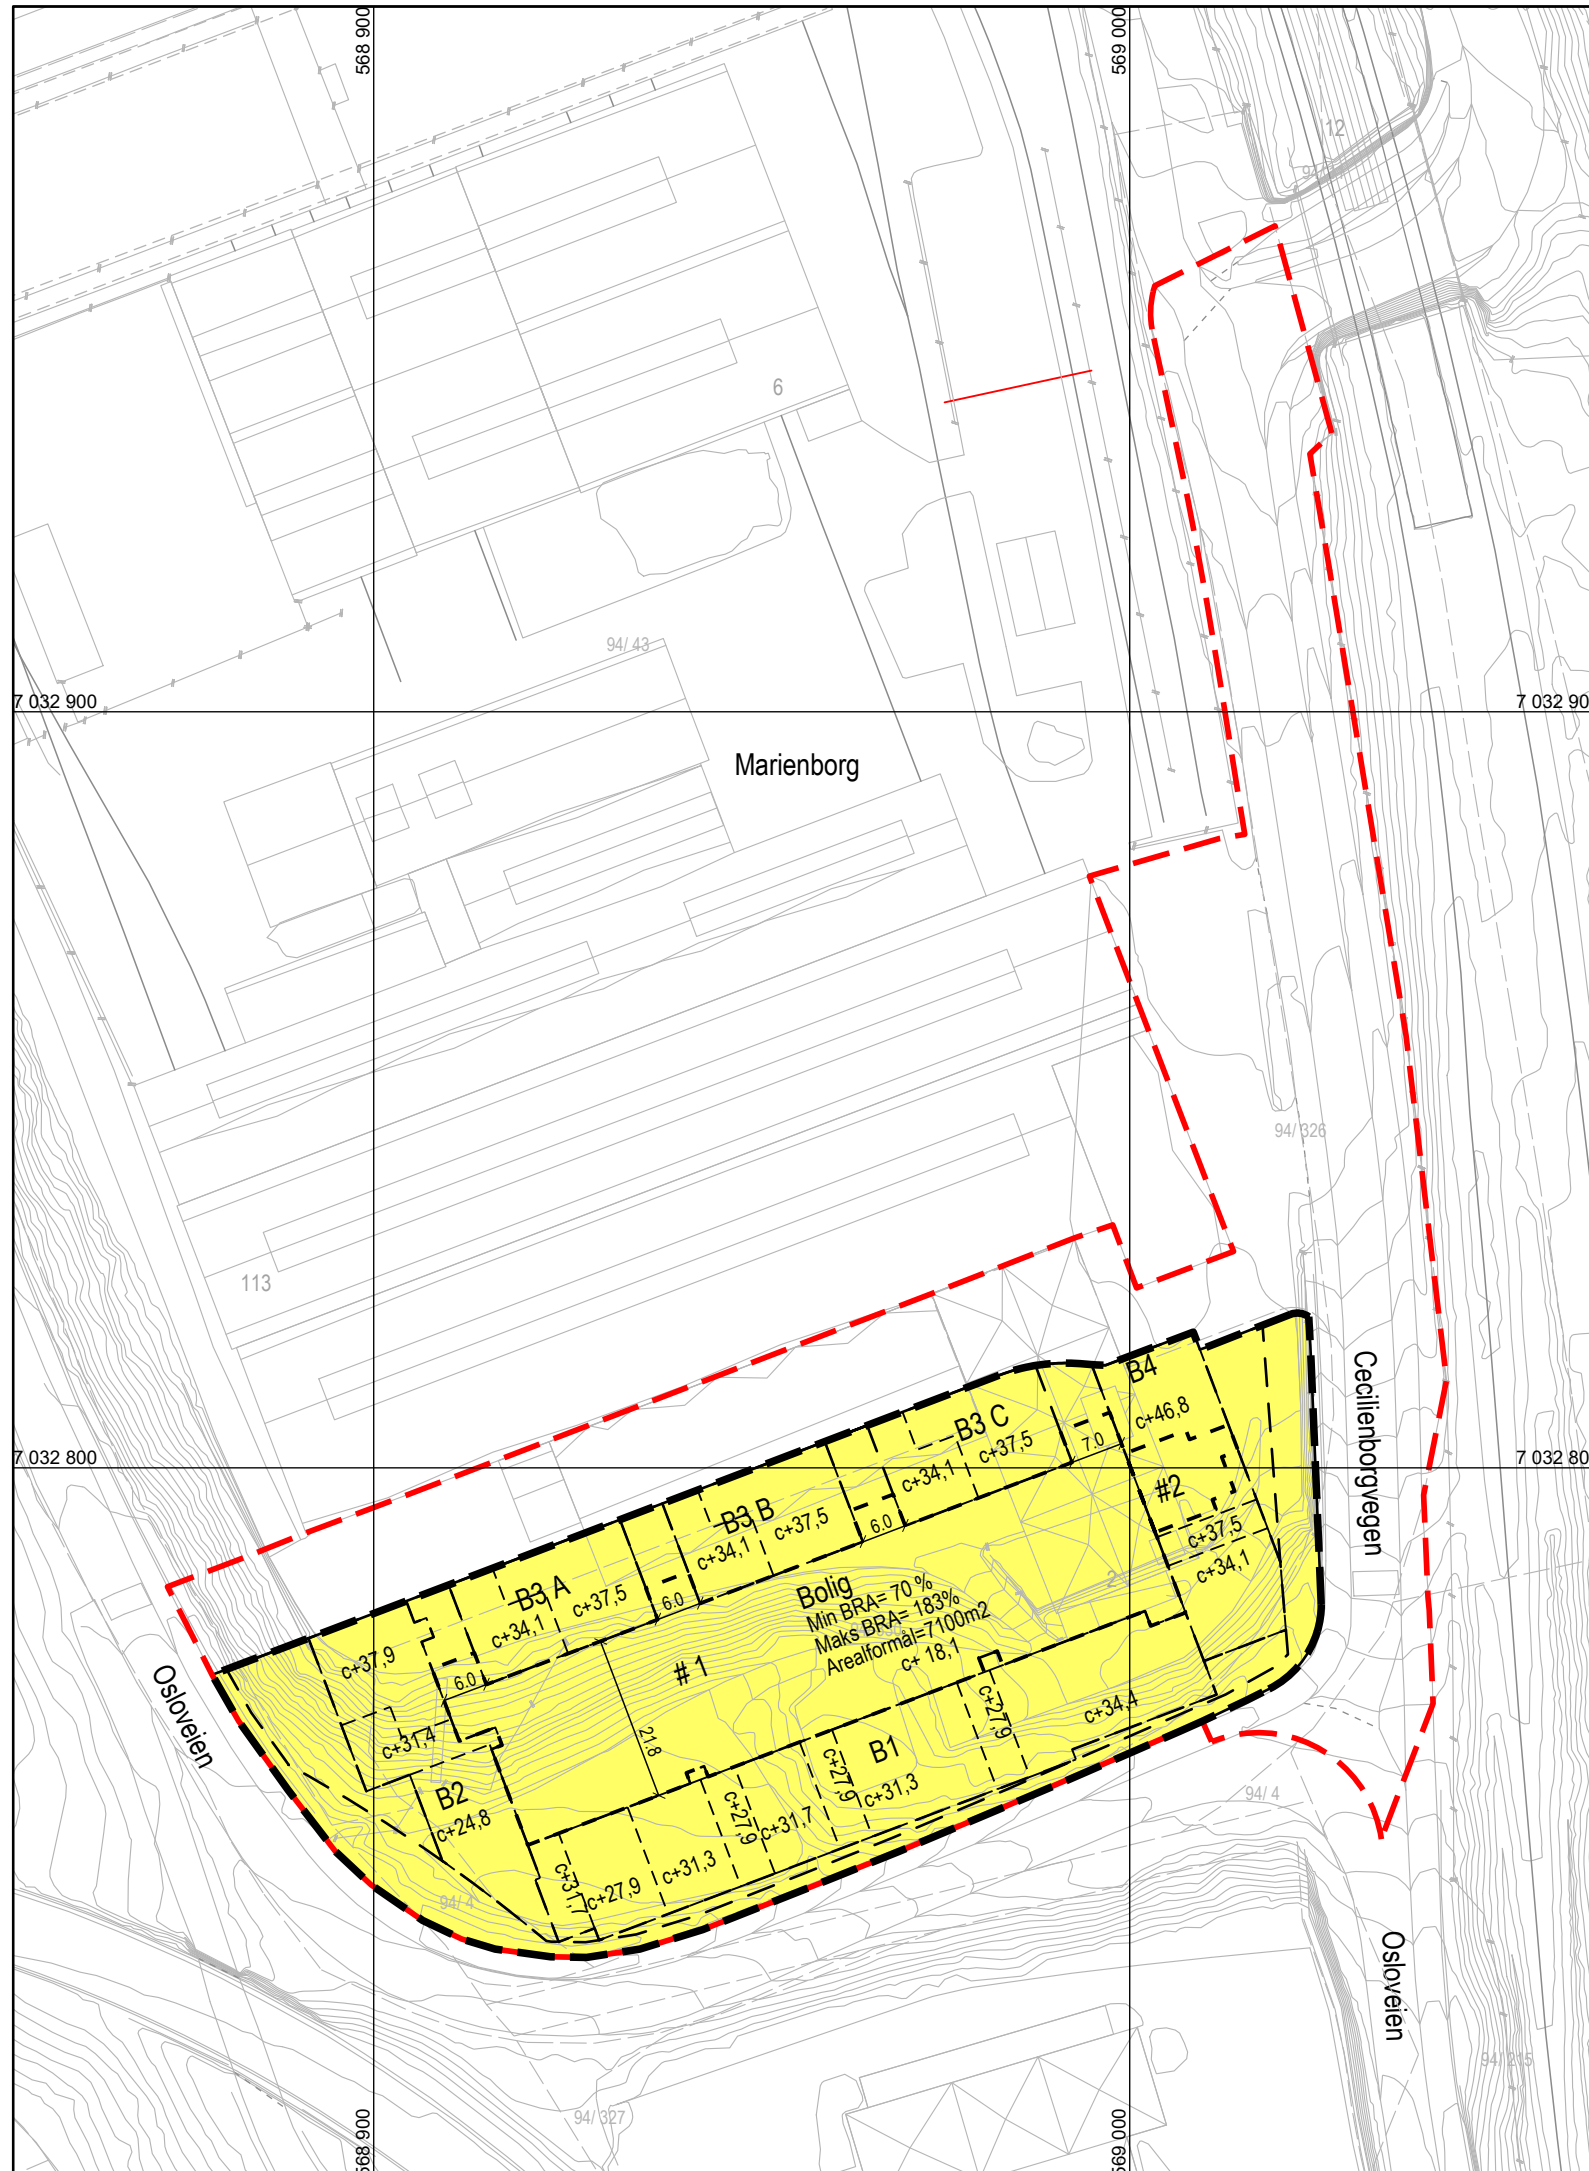 568 900
569 000
12
6
94/ 43
7 032 900
7 032 90
Marienborg
94/ 326
113
B4
Cecilienborgvegen
c+46,8
B3 C
c+37,5
7.0
7 032 800
7 032 80
c+34,1
#2
B3 B
c+37,5
6.0
c+37,5
c+34,1
c+34,1
B3 A
c+37,5
6.0
Bolig
Min BRA= 70 %
Maks BRA= 183%
Arealformål=7100m2
c+ 18,1
2
c+34,1
c+37,9
6.0
# 1
Osloveien
c+34,4
c+27,9
c+31,4
21.8
B1
c+27,9
c+31,3
B2
c+24,8
c+27,9
c+31,7
94/ 4
c+31,3
c+31,7
c+27,9
94/ 4
Osloveien
94/ 215
94/ 327
568 900
569 000